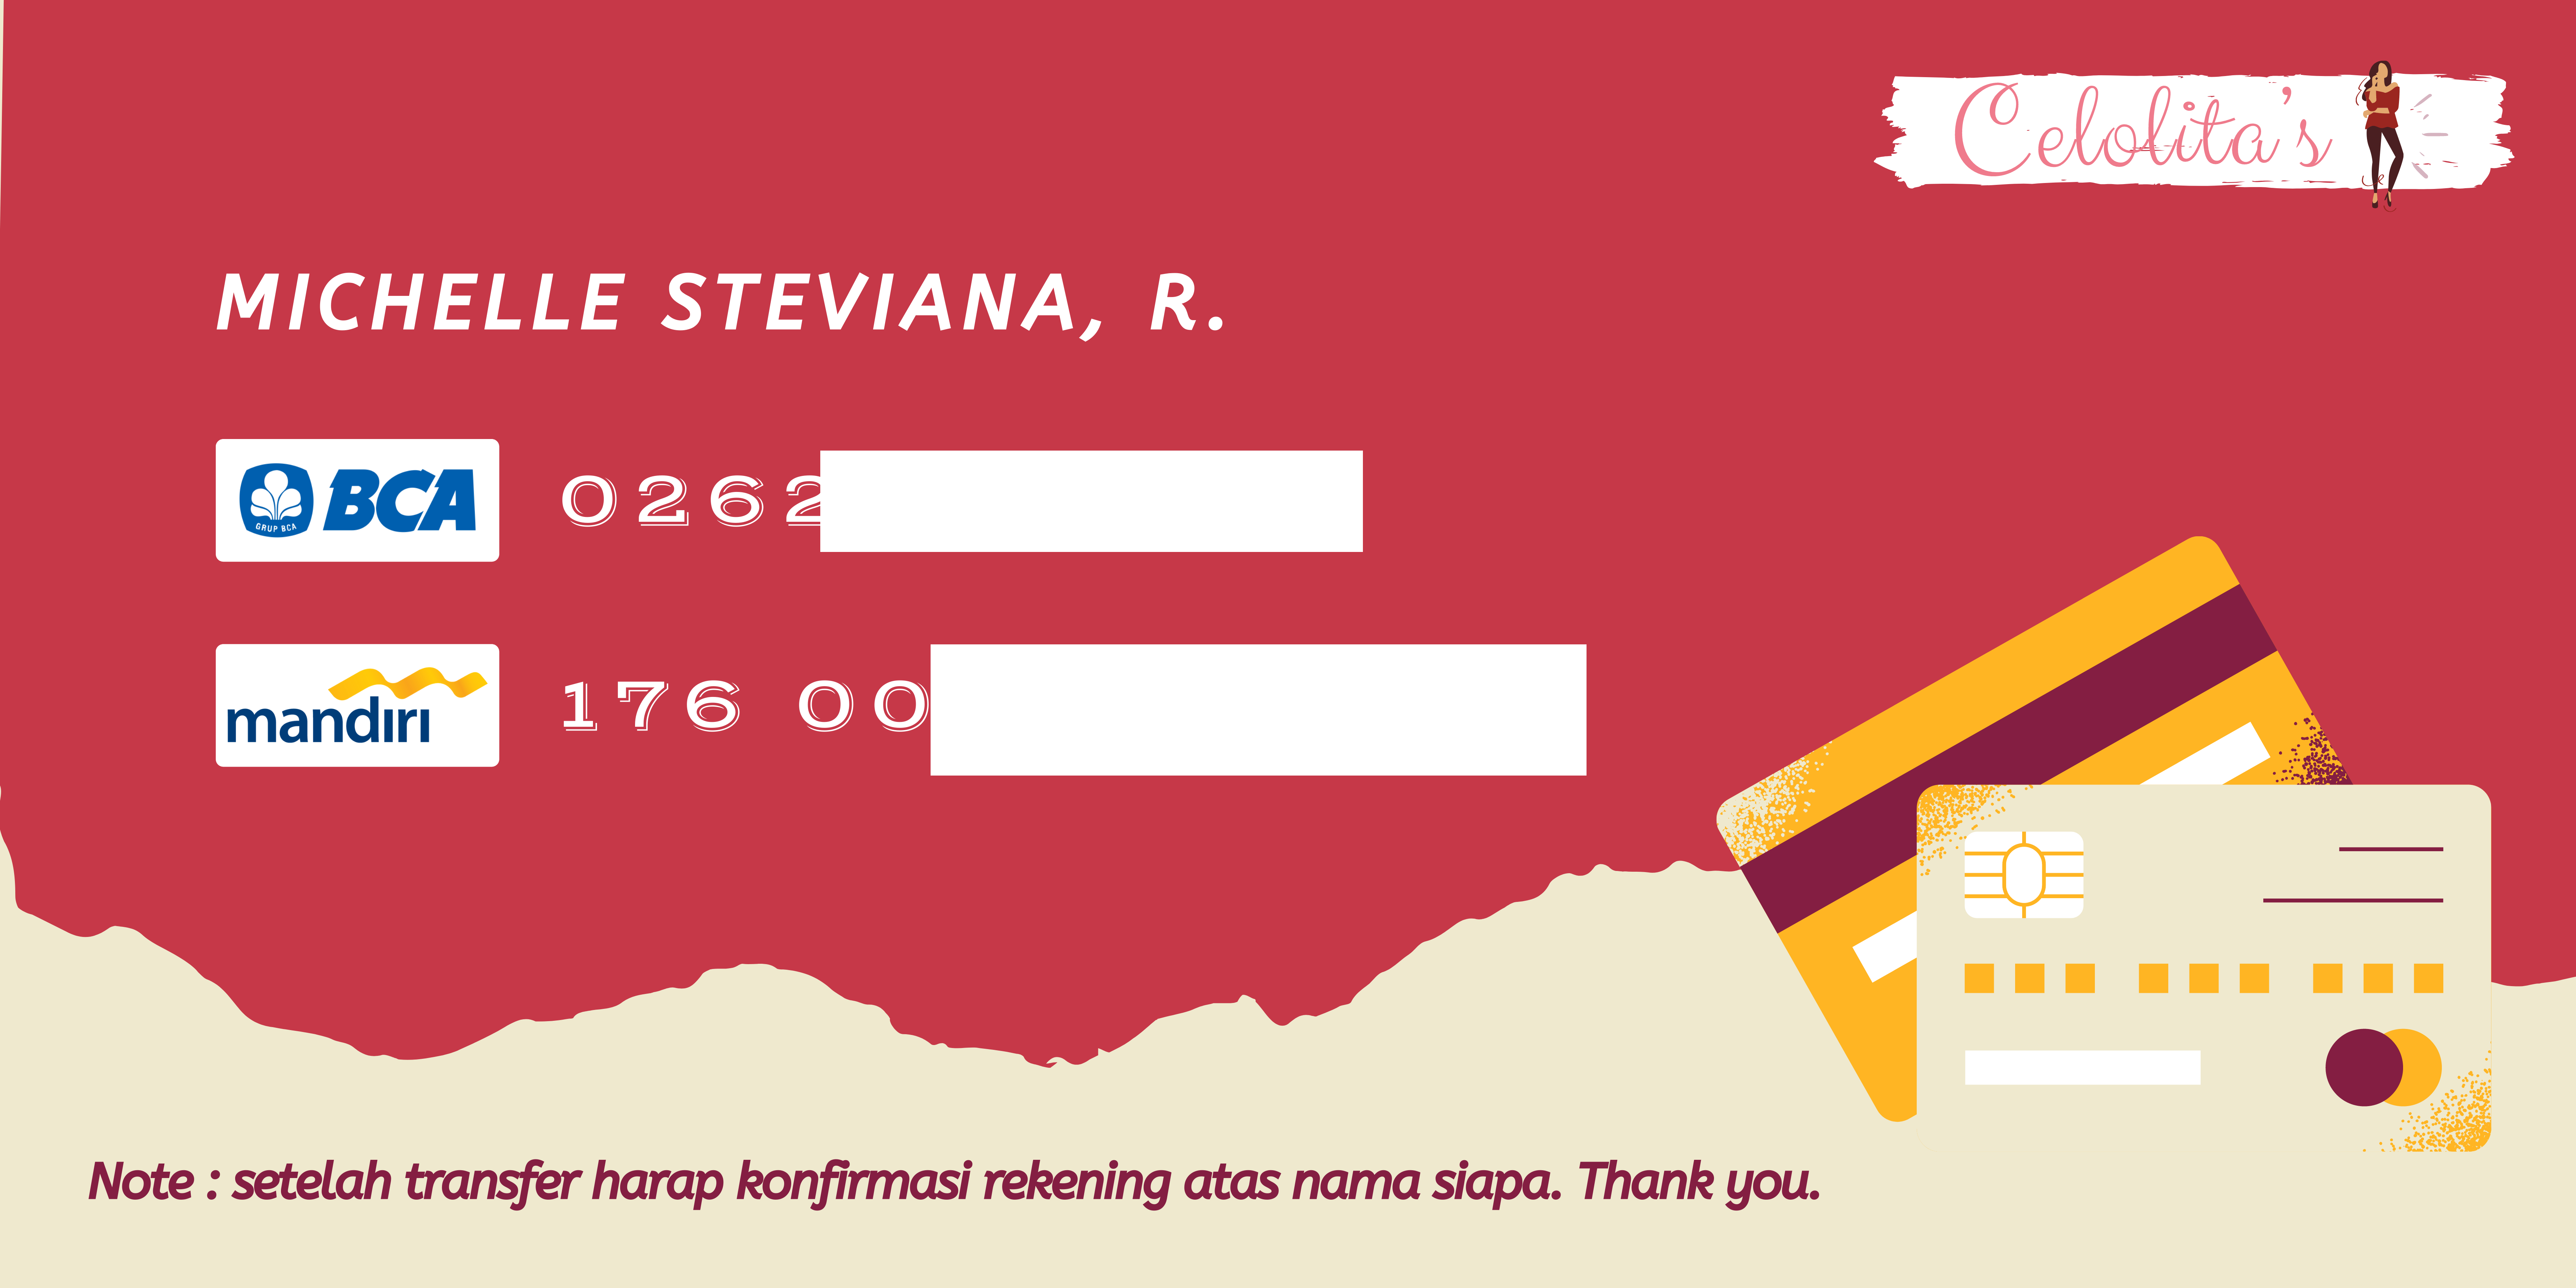 Celolita's
MICHELLE STEVIANA, R.
GRUP BCA
BCA
0262
mandiri
176 00
Note : setelah transfer harap konfirmasi rekening atas nama siapa. Thank you.